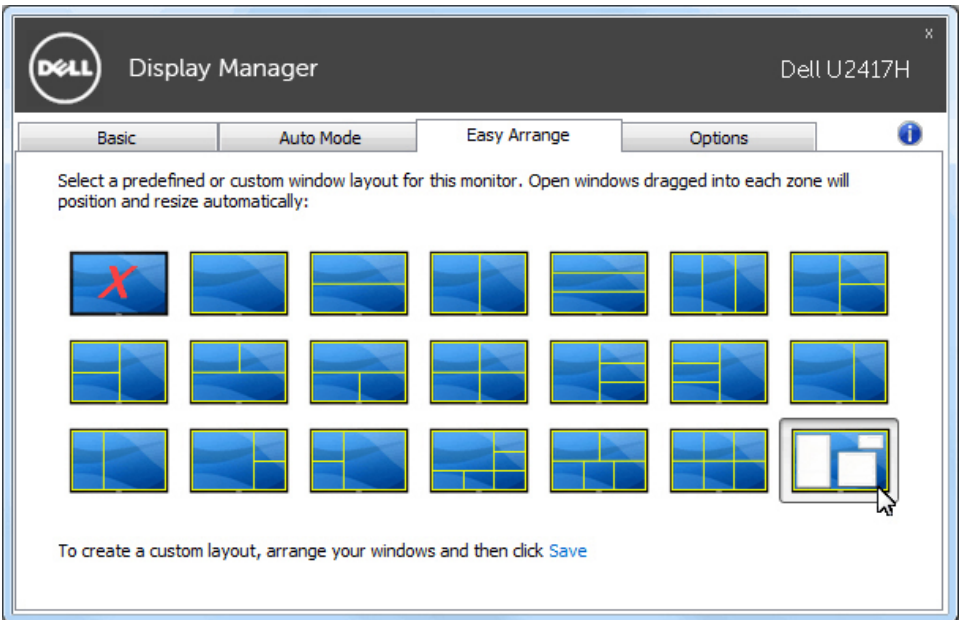 x
DELL
Display Manager
Dell U2417H
Basic
Auto Mode
Easy Arrange
Options
Select a predefined or custom window layout for this monitor. Open windows dragged into each zone will
position and resize automatically:
To create a custom layout, arrange your windows and then click Save